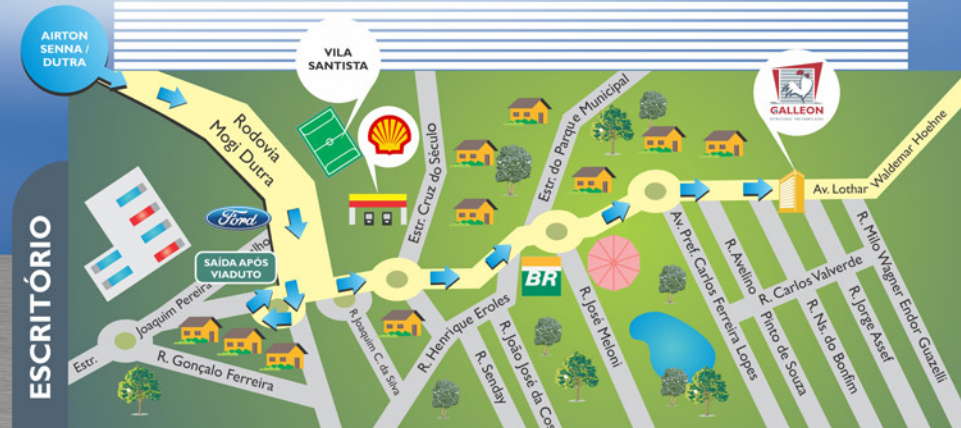 AIRTON
SENNA /
DUTRA
VILA
SANTISTA
GALLEON
Rodovia
Mogi Dutra
Estr. Cruz do Século
Estr. do Parque Municipal
Av. Lothar Waldemar Hoehne
Ford
SAÍDA APÓS
VIADUTO
ESCRITÓRIO
BR
Estr. Joaquim Pereira
R. Gonçalo Ferreira
R. Joaquim C. da Silva
R. Henrique Eroles
R. Senday
R. João José da Cos
R. José Meloni
Av. Pref. Carlos Ferreira Lopes
R. Avelino
Pinto de Souza
R. Carlos Valverde
R. Ns. do Bonfim
R. Jorge Assef
R. Milo Wagner Endor Guazelli